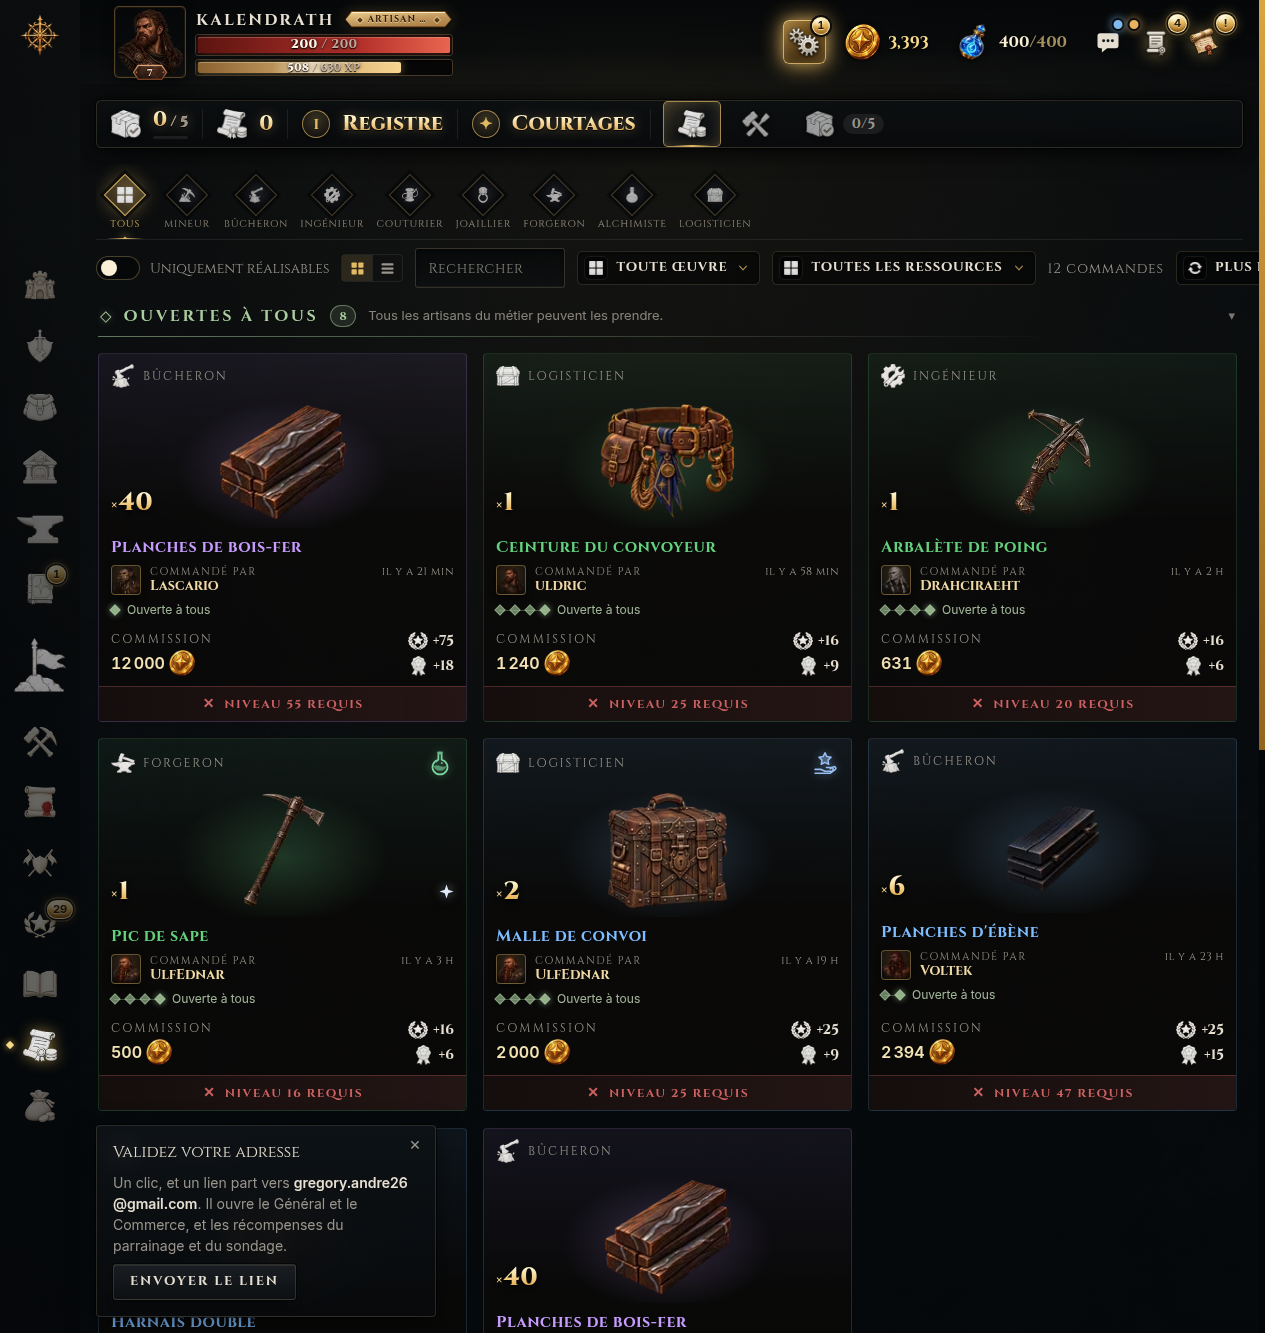 KALENDRATH
ARTISAN ...
200 / 200
508 / 630 XP
7
1
3,393
400/400
4
!
0 / 5
0
I
REGISTRE
COURTAGES
0/5
TOUS
MINEUR
BÛCHERON
INGÉNIEUR
COUTURIER
JOAILLIER
FORGERON
ALCHIMISTE
LOGISTICIEN
UNIQUEMENT RÉALISABLES
RECHERCHER
TOUTE ŒUVRE
TOUTES LES RESSOURCES
12 COMMANDES
PLUS
OUVERTES À TOUS
8
Tous les artisans du métier peuvent les prendre.
BÛCHERON
×40
PLANCHES DE BOIS-FER
COMMANDÉ PAR
LASCARIO
IL Y A 21 MIN
Ouverte à tous
COMMISSION
12 000
+75
+18
✕ NIVEAU 55 REQUIS
LOGISTICIEN
×1
CEINTURE DU CONVOYEUR
COMMANDÉ PAR
ULDRIC
IL Y A 58 MIN
Ouverte à tous
COMMISSION
1 240
+16
+9
✕ NIVEAU 25 REQUIS
INGÉNIEUR
×1
ARBALÈTE DE POING
COMMANDÉ PAR
DRAHCIRAEHT
IL Y A 2 H
Ouverte à tous
COMMISSION
631
+16
+6
✕ NIVEAU 20 REQUIS
FORGERON
×1
PIC DE SAPE
COMMANDÉ PAR
ULFEDNAR
IL Y A 3 H
Ouverte à tous
COMMISSION
500
+16
+6
✕ NIVEAU 16 REQUIS
LOGISTICIEN
×2
MALLE DE CONVOI
COMMANDÉ PAR
ULFEDNAR
IL Y A 19 H
Ouverte à tous
COMMISSION
2 000
+25
+9
✕ NIVEAU 25 REQUIS
BÛCHERON
×6
PLANCHES D'ÉBÈNE
COMMANDÉ PAR
VOLTEK
IL Y A 23 H
Ouverte à tous
COMMISSION
2 394
+25
+15
✕ NIVEAU 47 REQUIS
1
29
VALIDEZ VOTRE ADRESSE
✕
Un clic, et un lien part vers gregory.andre26
@gmail.com. Il ouvre le Général et le
Commerce, et les récompenses du
parrainage et du sondage.
ENVOYER LE LIEN
HARNAIS DOUBLE
BÛCHERON
×40
PLANCHES DE BOIS-FER